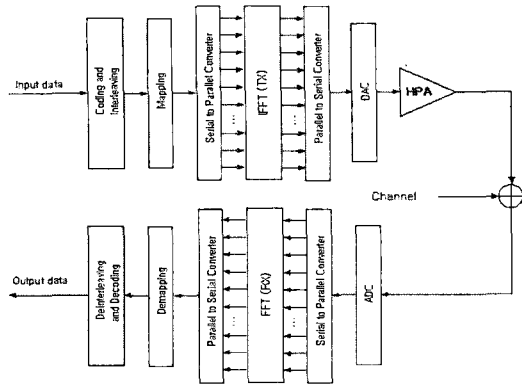 Input data
Coding and
Interleaving
Mapping
Serial to Parallel Converter
IFFT (TX)
Parallel to Serial Converter
DAC
HPA
Channel
Output data
Deinterleaving
and Decoding
Demapping
Parallel to Serial Converter
FFT (RX)
Serial to Parallel Converter
ADC